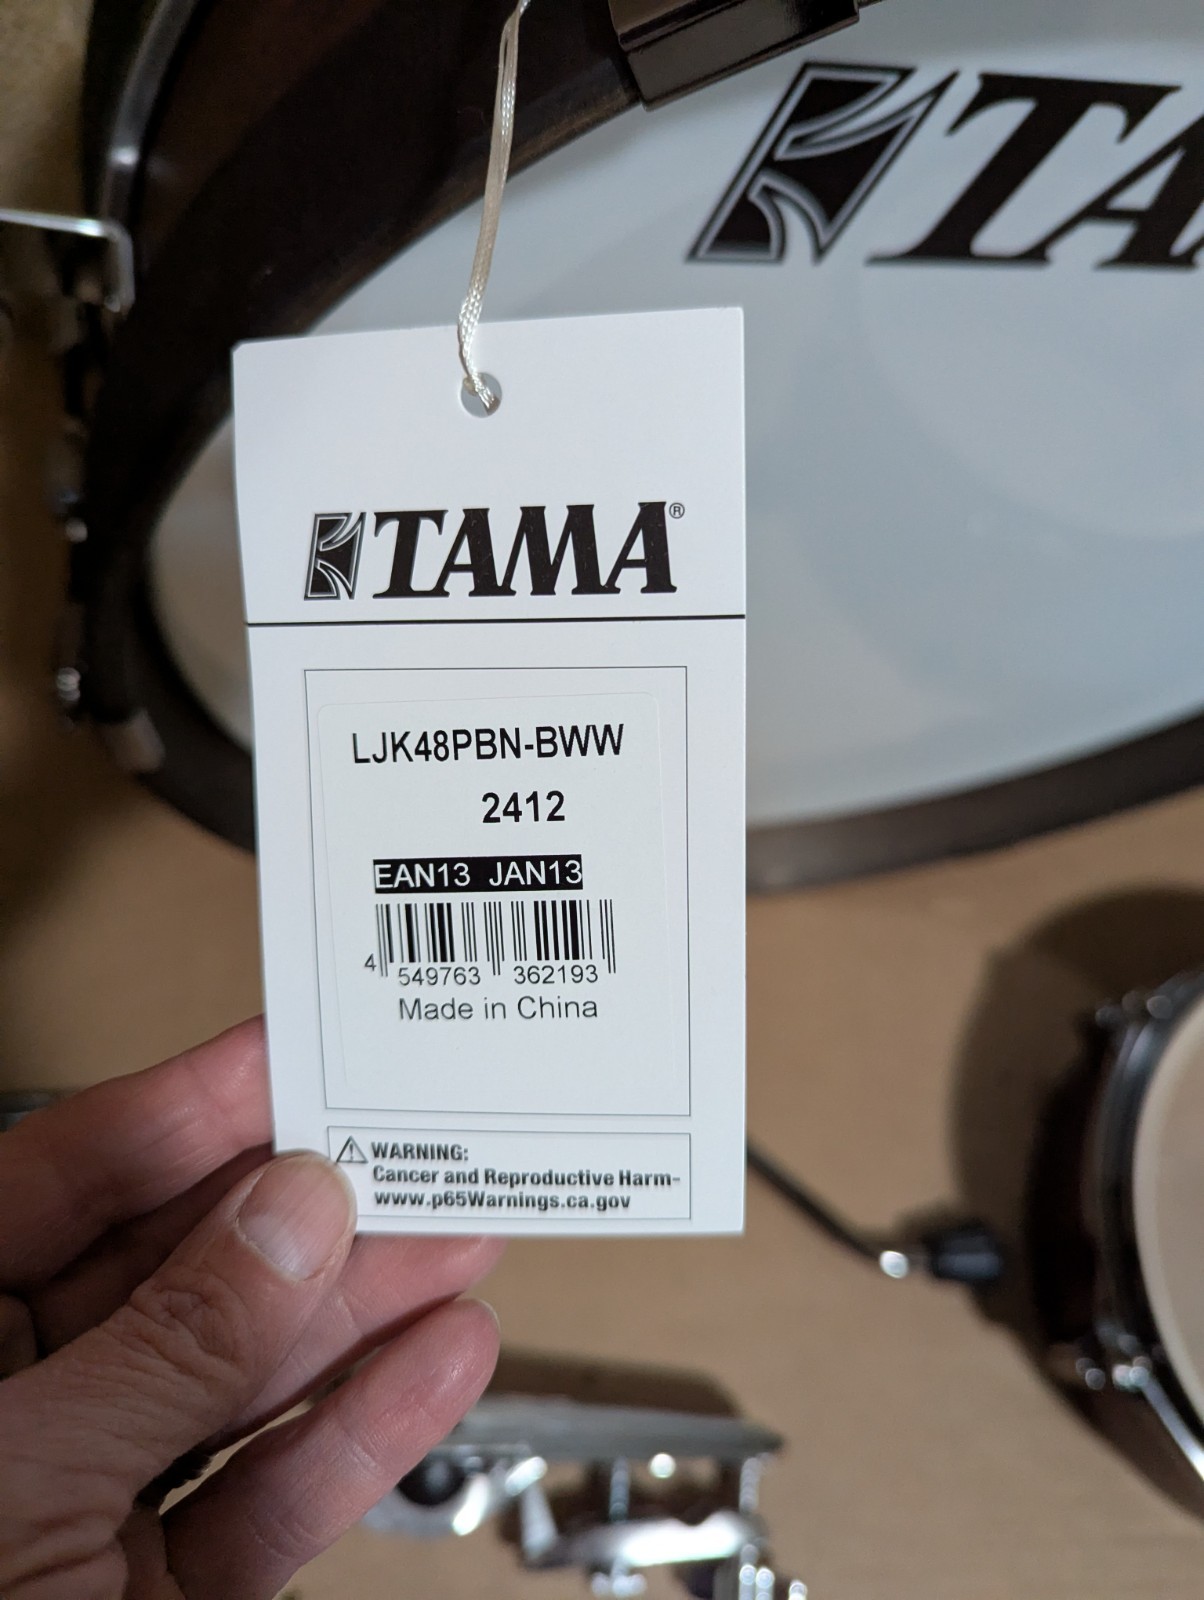 TAMA
TAMA®
LJK48PBN-BWW
2412
EAN13 JAN13
4 549763 362193
Made in China
WARNING:
Cancer and Reproductive Harm-
www.p65Warnings.ca.gov